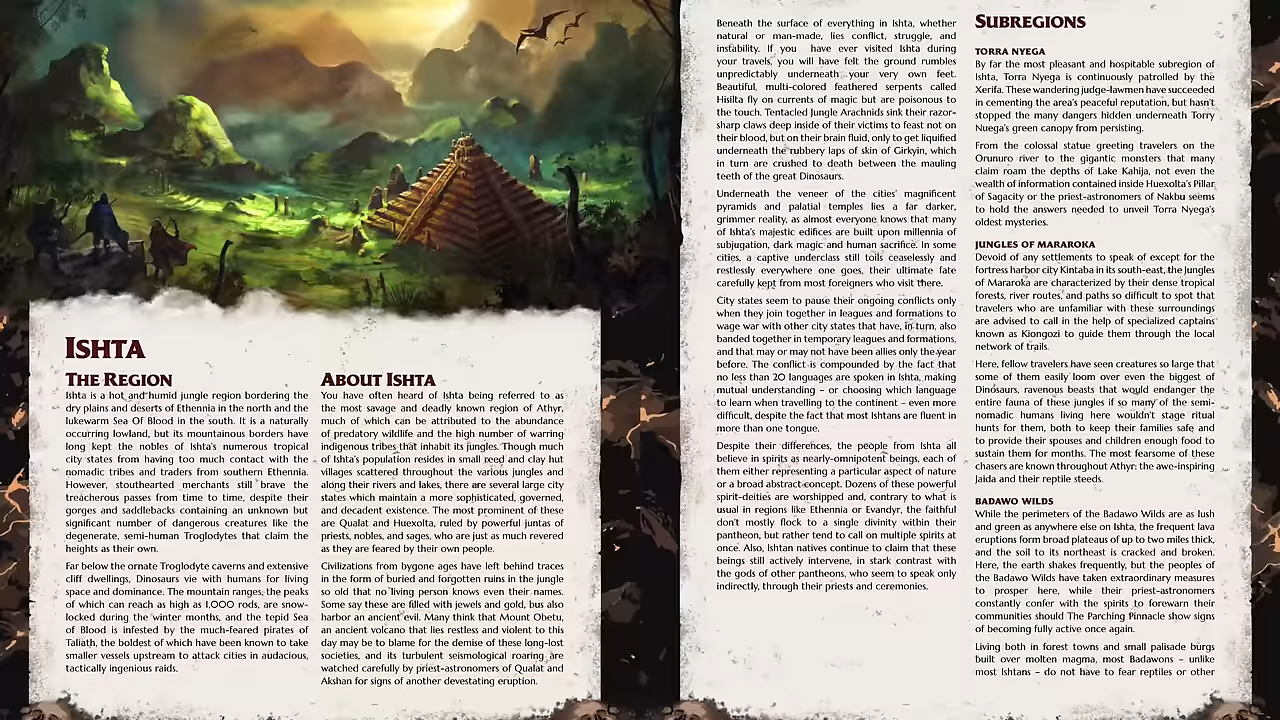 ISHTA
THE REGION
Ishta is a hot and humid jungle region bordering the
dry plains and deserts of Ethennia in the north and the
lukewarm Sea Of Blood in the south. It is a naturally
occurring lowland, but its mountainous borders have
long kept the nobles of Ishta's numerous tropical
city states from having too much contact with the
nomadic tribes and traders from southern Ethennia.
However, stouthearted merchants still brave the
treacherous passes from time to time, despite their
gorges and saddlebacks containing an unknown but
significant number of dangerous creatures like the
degenerate, semi-human Troglodytes that claim the
heights as their own.
Far below the ornate Troglodyte caverns and extensive
cliff dwellings, Dinosaurs vie with humans for living
space and dominance. The mountain ranges, the peaks
of which can reach as high as 1,000 rods, are snow-
locked during the winter months, and the tepid Sea
of Blood is infested by the much-feared pirates of
Taliath, the boldest of which have been known to take
smaller vessels upstream to attack cities in audacious,
tactically ingenious raids.
ABOUT ISHTA
You have often heard of Ishta being referred to as
the most savage and deadly known region of Athyr,
much of which can be attributed to the abundance
of predatory wildlife and the high number of warring
indigenous tribes that inhabit its jungles. Though much
of Ishta's population resides in small reed and clay hut
villages scattered throughout the various jungles and
along their rivers and lakes, there are several large city
states which maintain a more sophisticated, governed,
and decadent existence. The most prominent of these
are Qualat and Huexolta, ruled by powerful juntas of
priests, nobles, and sages, who are just as much revered
as they are feared by their own people.
Civilizations from bygone ages have left behind traces
in the form of buried and forgotten ruins in the jungle
so old that no living person knows even their names.
Some say these are filled with jewels and gold, bus also
harbor an ancient evil. Many think that Mount Obetu,
an ancient volcano that lies restless and violent to this
day may be to blame for the demise of these long-lost
societies, and its turbulent seismological roaring are
watched carefully by priest-astronomers of Qualat and
Akshan for signs of another devestating eruption.
Beneath the surface of everything in Ishta, whether
natural or man-made, lies conflict, struggle, and
instability. If you have ever visited Ishta during
your travels, you will have felt the ground rumbles
unpredictably underneath your very own feet.
Beautiful, multi-colored feathered serpents called
Hisilta fly on currents of magic but are poisonous to
the touch. Tentacled Jungle Arachnids sink their razor-
sharp claws deep inside of their victims to feast not on
their blood, but on their brain fluid, only to get liquified
underneath the rubbery laps of skin of Girkyin, which
in turn are crushed to death between the mauling
teeth of the great Dinosaurs.
Underneath the veneer of the cities' magnificent
pyramids and palatial temples lies a far darker,
grimmer reality, as almost everyone knows that many
of Ishta's majestic edifices are built upon millennia of
subjugation, dark magic and human sacrifice. In some
cities, a captive underclass still toils ceaselessly and
restlessly everywhere one goes, their ultimate fate
carefully kept from most foreigners who visit there.
City states seem to pause their ongoing conflicts only
when they join together in leagues and formations to
wage war with other city states that have, in turn, also
banded together in temporary leagues and formations,
and that may or may not have been allies only the year
before. The conflict is compounded by the fact that
no less than 20 languages are spoken in Ishta, making
mutual understanding – or choosing which language
to learn when travelling to the continent – even more
difficult, despite the fact that most Ishtans are fluent in
more than one tongue.
Despite their differences, the people from Ishta all
believe in spirits as nearly-omnipotent beings, each of
them either representing a particular aspect of nature
or a broad abstract concept. Dozens of these powerful
spirit-deities are worshipped and, contrary to what is
usual in regions like Ethennia or Evandyr, the faithful
don't mostly flock to a single divinity within their
pantheon, but rather tend to call on multiple spirits at
once. Also, Ishtan natives continue to claim that these
beings still actively intervene, in stark contrast with
the gods of other pantheons, who seem to speak only
indirectly, through their priests and ceremonies.
SUBREGIONS
TORRA NYEGA
By far the most pleasant and hospitable subregion of
Ishta, Torra Nyega is continuously patrolled by the
Xerifa. These wandering judge-lawmen have succeeded
in cementing the area's peaceful reputation, but hasn't
stopped the many dangers hidden underneath Torry
Nuega's green canopy from persisting.
From the colossal statue greeting travelers on the
Orunuro river to the gigantic monsters that many
claim roam the depths of Lake Kahija, not even the
wealth of information contained inside Huexolta's Pillar
of Sagacity or the priest-astronomers of Nakbu seems
to hold the answers needed to unveil Torra Nyega's
oldest mysteries.
JUNGLES OF MARAROKA
Devoid of any settlements to speak of except for the
fortress harbor city Kintaba in its south-east, the Jungles
of Mararoka are characterized by their dense tropical
forests, river routes, and paths so difficult to spot that
travelers who are unfamiliar with these surroundings
are advised to call in the help of specialized captains
known as Kiongozi to guide them through the local
network of trails.
Here, fellow travelers have seen creatures so large that
some of them easily loom over even the biggest of
Dinosaurs, ravenous beasts that would endanger the
entire fauna of these jungles if so many of the semi-
nomadic humans living here wouldn't stage ritual
hunts for them, both to keep their families safe and
to provide their spouses and children enough food to
sustain them for months. The most fearsome of these
chasers are known throughout Athyr: the awe-inspiring
Jaida and their reptile steeds.
BADAWO WILDS
While the perimeters of the Badawo Wilds are as lush
and green as anywhere else on Ishta, the frequent lava
eruptions form broad plateaus of up to two miles thick,
and the soil to its northeast is cracked and broken.
Here, the earth shakes frequently, but the peoples of
the Badawo Wilds have taken extraordinary measures
to prosper here, while their priest-astronomers
constantly confer with the spirits to forewarn their
communities should The Parching Pinnacle show signs
of becoming fully active once again.
Living both in forest towns and small palisade burgs
built over molten magma, most Badawons – unlike
most Ishtans – do not have to fear reptiles or other